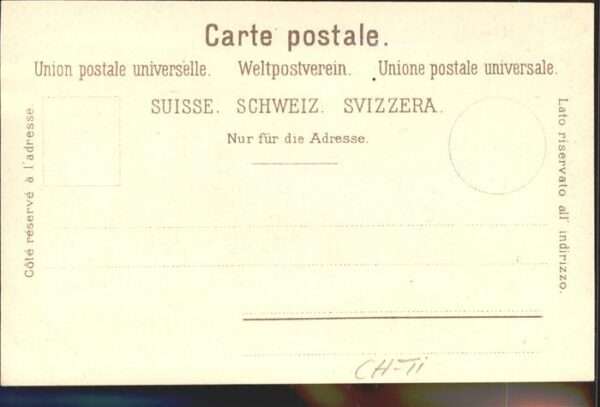 Carte postale.
Union postale universelle. Weltpostverein. Unione postale universale.
SUISSE. SCHWEIZ. SVIZZERA.
Nur für die Adresse.
Côté réservé à l'adresse
Lato riservato all' indirizzo.
CH-Ti